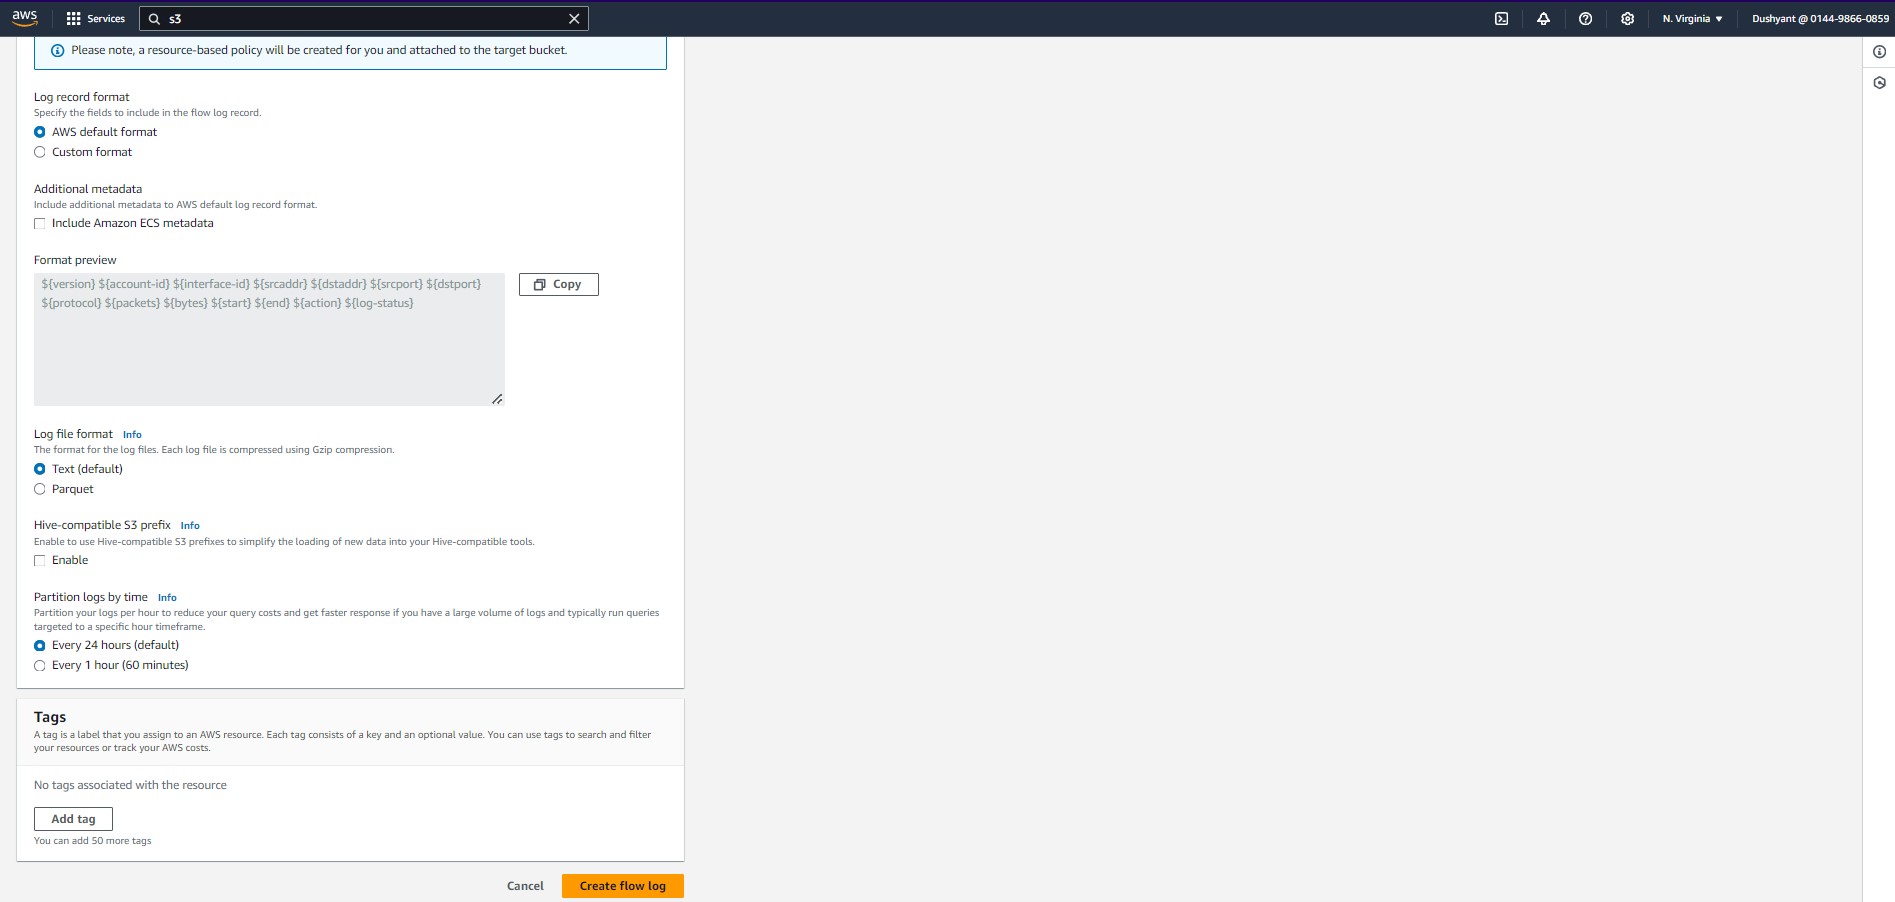 aws
Services
s3
N. Virginia ▼
Dushyant @ 0144-9866-0859
Please note, a resource-based policy will be created for you and attached to the target bucket.
Log record format
Specify the fields to include in the flow log record.
AWS default format
Custom format
Additional metadata
Include additional metadata to AWS default log record format.
Include Amazon ECS metadata
Format preview
${version} ${account-id} ${interface-id} ${srcaddr} ${dstaddr} ${srcport} ${dstport}
${protocol} ${packets} ${bytes} ${start} ${end} ${action} ${log-status}
Copy
Log file format Info
The format for the log files. Each log file is compressed using Gzip compression.
Text (default)
Parquet
Hive-compatible S3 prefix Info
Enable to use Hive-compatible S3 prefixes to simplify the loading of new data into your Hive-compatible tools.
Enable
Partition logs by time Info
Partition your logs per hour to reduce your query costs and get faster response if you have a large volume of logs and typically run queries
targeted to a specific hour timeframe.
Every 24 hours (default)
Every 1 hour (60 minutes)
Tags
A tag is a label that you assign to an AWS resource. Each tag consists of a key and an optional value. You can use tags to search and filter
your resources or track your AWS costs.
No tags associated with the resource
Add tag
You can add 50 more tags
Cancel
Create flow log